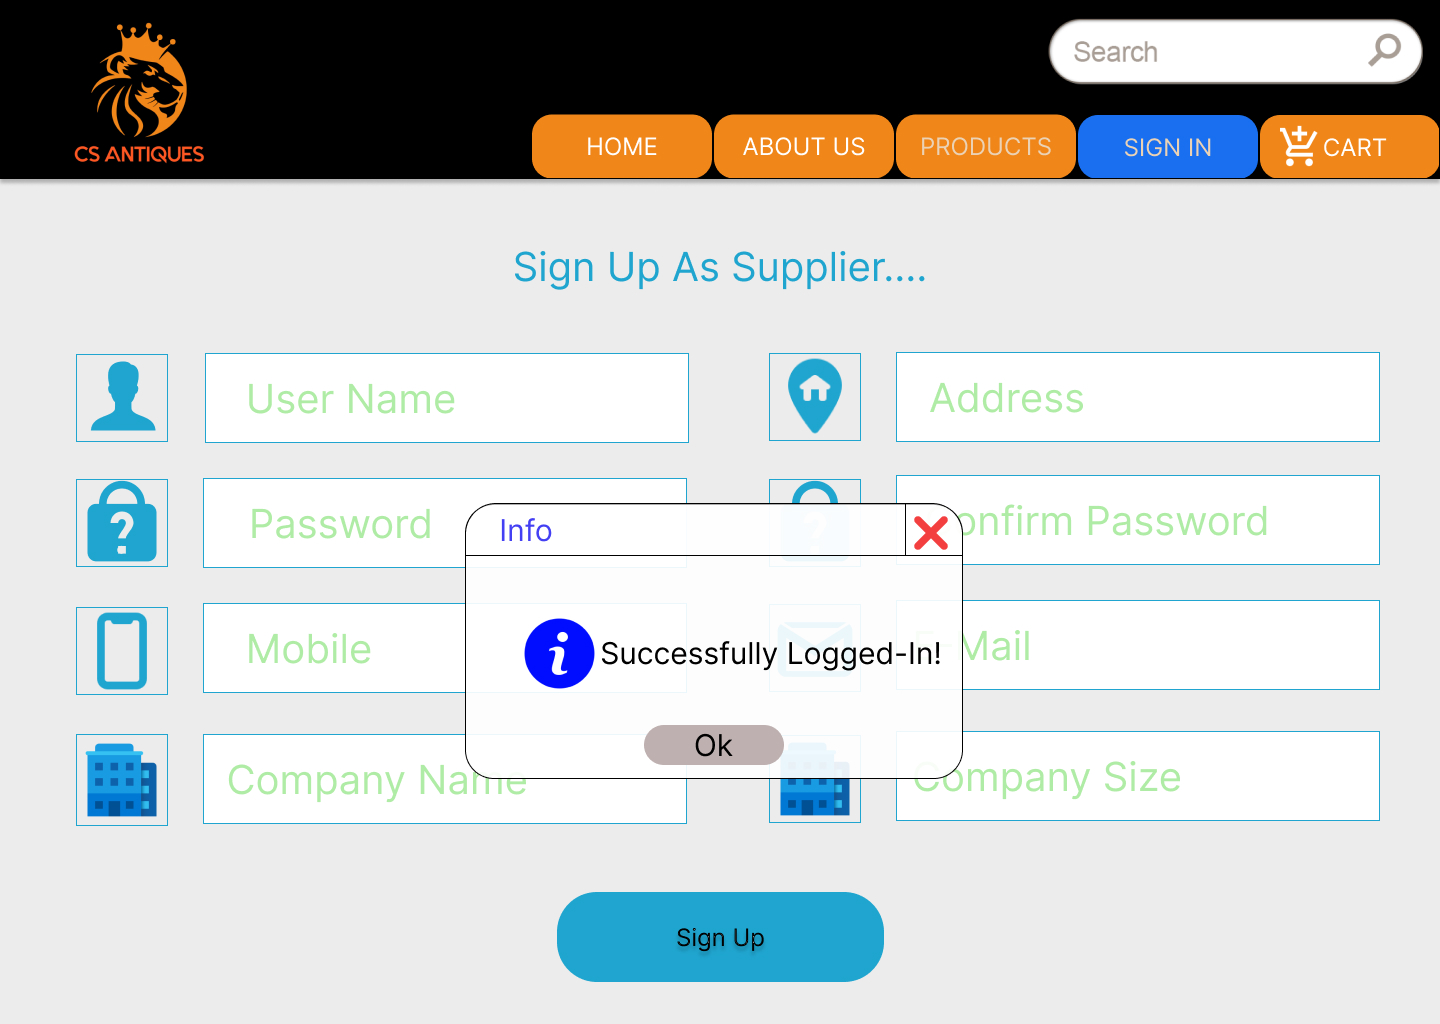 Search
CS ANTIQUES
HOME
ABOUT US
PRODUCTS
SIGN IN
CART
Sign Up As Supplier....
User Name
Address
Password
onfirm Password
Info
Mobile
Mail
Successfully Logged-In!
Ok
Company Name
Company Size
Sign Up